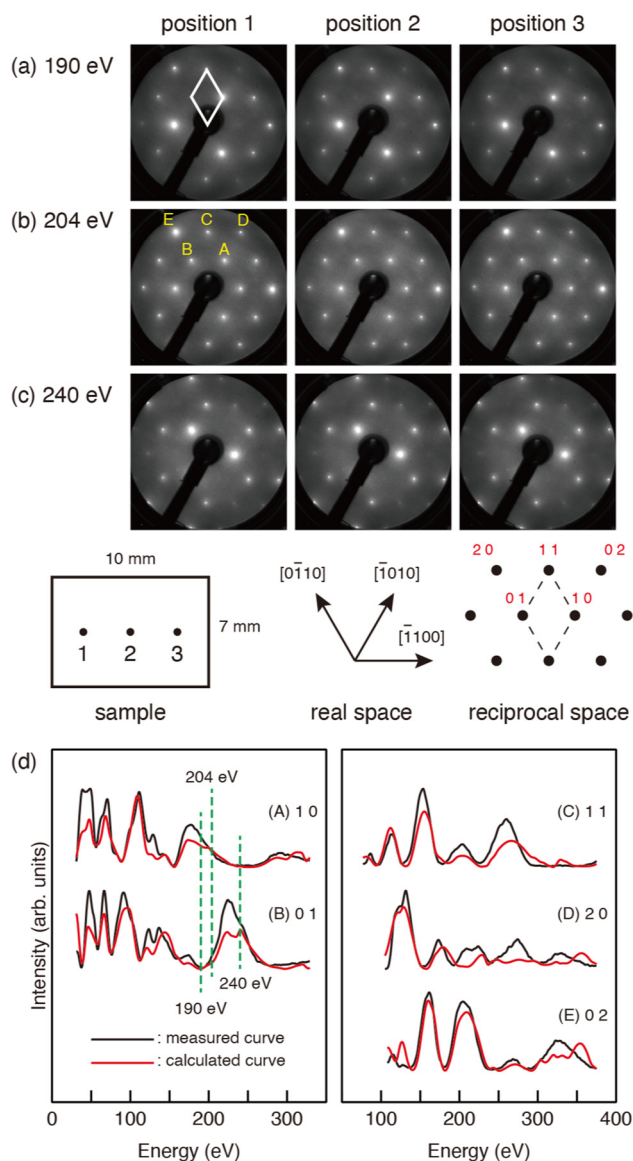 position 1 position 2 position 3
(a) 190 eV
(b) 204 eV
E C D
B A
(c) 240 eV
10 mm
7 mm
1 2 3
sample
[01̄10] [1̄010]
[1̄100]
real space
2 0 1 1 0 2
0 1 1 0
reciprocal space
(d)
Intensity (arb. units)
204 eV
(A) 1 0
(B) 0 1
240 eV
190 eV
: measured curve
: calculated curve
0 100 200 300
Energy (eV)
(C) 1 1
(D) 2 0
(E) 0 2
100 200 300 400
Energy (eV)